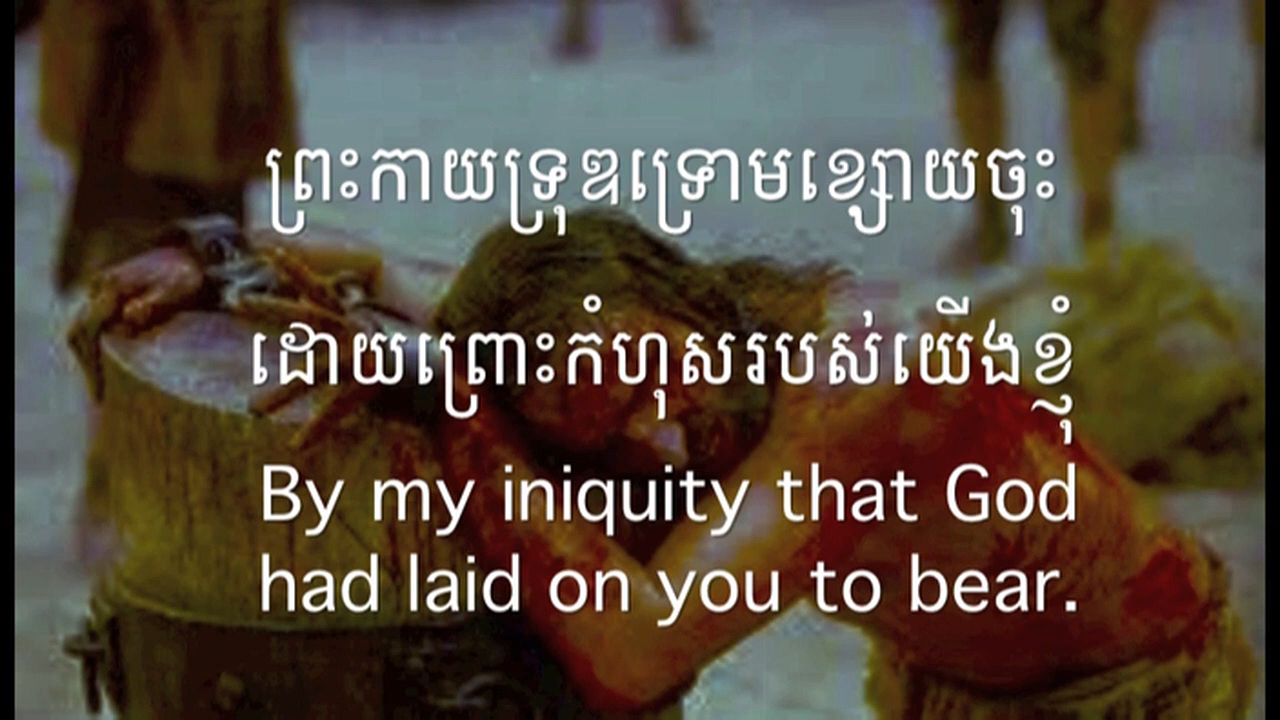 ព្រះកាយទ្រុឌទ្រោមខ្សោយចុះ
ដោយព្រោះកំហុសរបស់យើងខ្ញុំ
By my iniquity that God
had laid on you to bear.